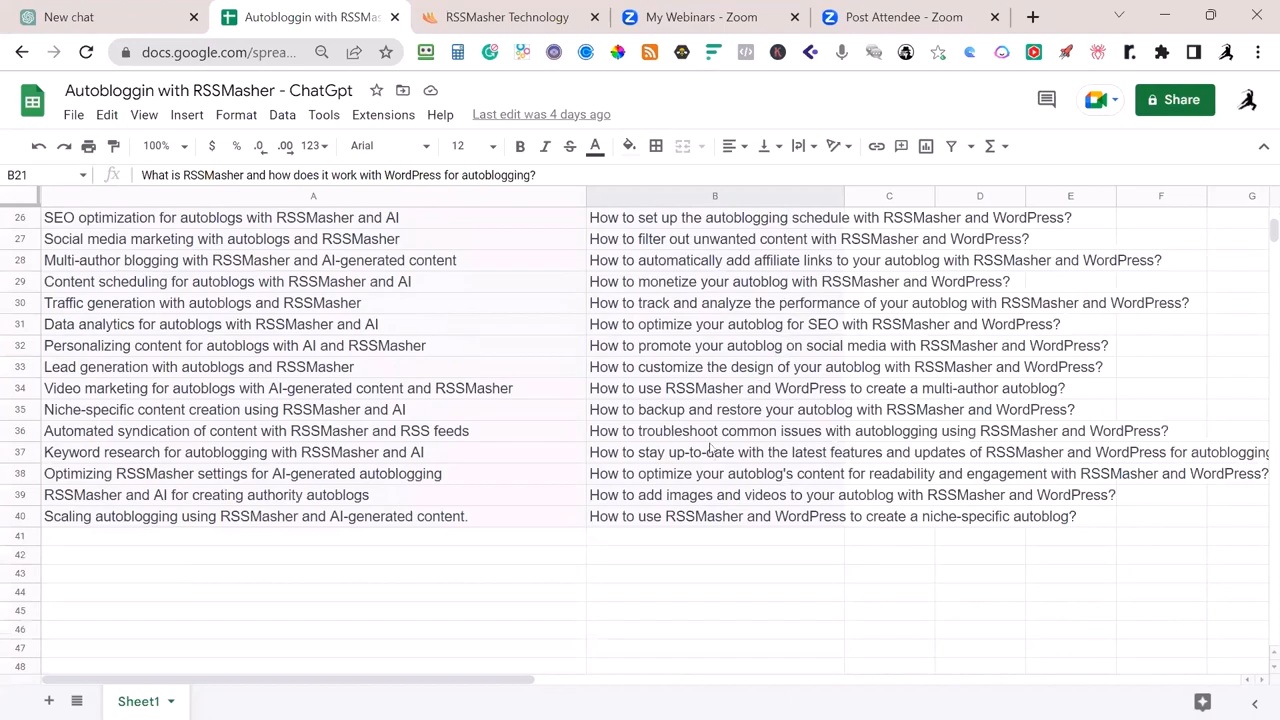 New chat
Autobloggin with RSSMas
RSSMasher Technology
My Webinars - Zoom
Post Attendee - Zoom
docs.google.com/sprea...
Autobloggin with RSSMasher - ChatGpt
File Edit View Insert Format Data Tools Extensions Help Last edit was 4 days ago
Share
100% $ % .0 .00 123 Arial 12 B I S A
B21 fx What is RSSMasher and how does it work with WordPress for autoblogging?
A B C D E F G
26 SEO optimization for autoblogs with RSSMasher and AI How to set up the autoblogging schedule with RSSMasher and WordPress?
27 Social media marketing with autoblogs and RSSMasher How to filter out unwanted content with RSSMasher and WordPress?
28 Multi-author blogging with RSSMasher and AI-generated content How to automatically add affiliate links to your autoblog with RSSMasher and WordPress?
29 Content scheduling for autoblogs with RSSMasher and AI How to monetize your autoblog with RSSMasher and WordPress?
30 Traffic generation with autoblogs and RSSMasher How to track and analyze the performance of your autoblog with RSSMasher and WordPress?
31 Data analytics for autoblogs with RSSMasher and AI How to optimize your autoblog for SEO with RSSMasher and WordPress?
32 Personalizing content for autoblogs with AI and RSSMasher How to promote your autoblog on social media with RSSMasher and WordPress?
33 Lead generation with autoblogs and RSSMasher How to customize the design of your autoblog with RSSMasher and WordPress?
34 Video marketing for autoblogs with AI-generated content and RSSMasher How to use RSSMasher and WordPress to create a multi-author autoblog?
35 Niche-specific content creation using RSSMasher and AI How to backup and restore your autoblog with RSSMasher and WordPress?
36 Automated syndication of content with RSSMasher and RSS feeds How to troubleshoot common issues with autoblogging using RSSMasher and WordPress?
37 Keyword research for autoblogging with RSSMasher and AI How to stay up-to-date with the latest features and updates of RSSMasher and WordPress for autoblogging
38 Optimizing RSSMasher settings for AI-generated autoblogging How to optimize your autoblog's content for readability and engagement with RSSMasher and WordPress?
39 RSSMasher and AI for creating authority autoblogs How to add images and videos to your autoblog with RSSMasher and WordPress?
40 Scaling autoblogging using RSSMasher and AI-generated content. How to use RSSMasher and WordPress to create a niche-specific autoblog?
41
42
43
44
45
46
47
48
Sheet1